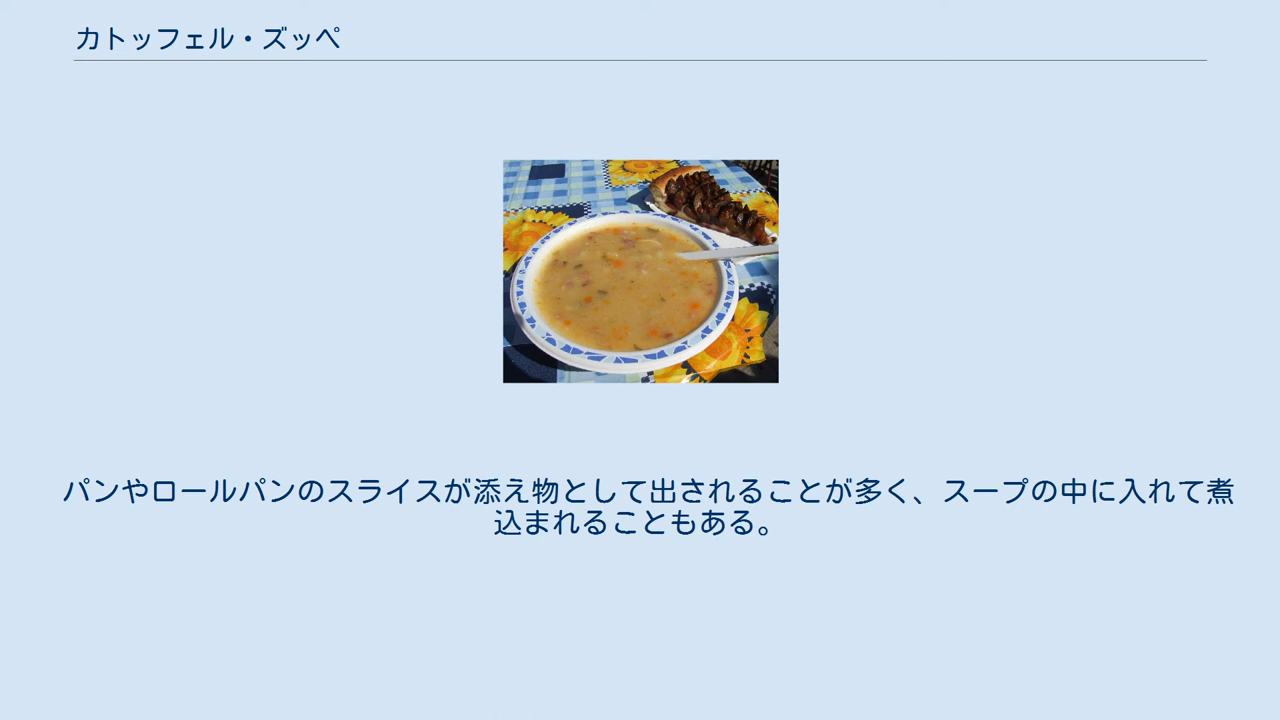 カトッフェル・ズッペ
パンやロールパンのスライスが添え物として出されることが多く、スープの中に入れて煮
込まれることもある。